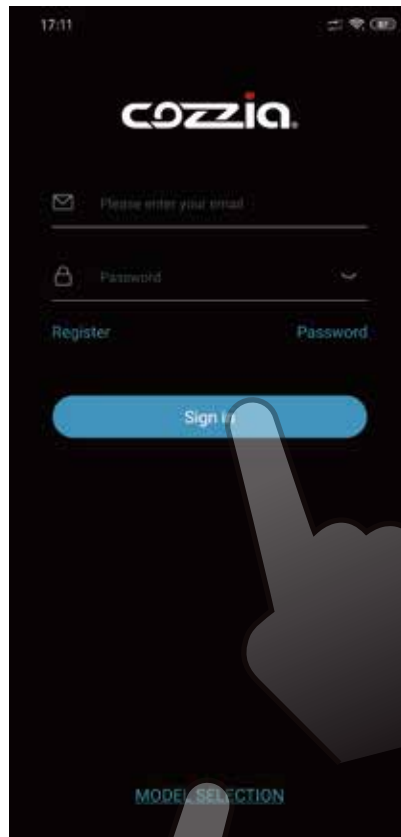 17:11
cozzia.
Please enter your email
Password
Register Password
Sign in
MODEL SELECTION